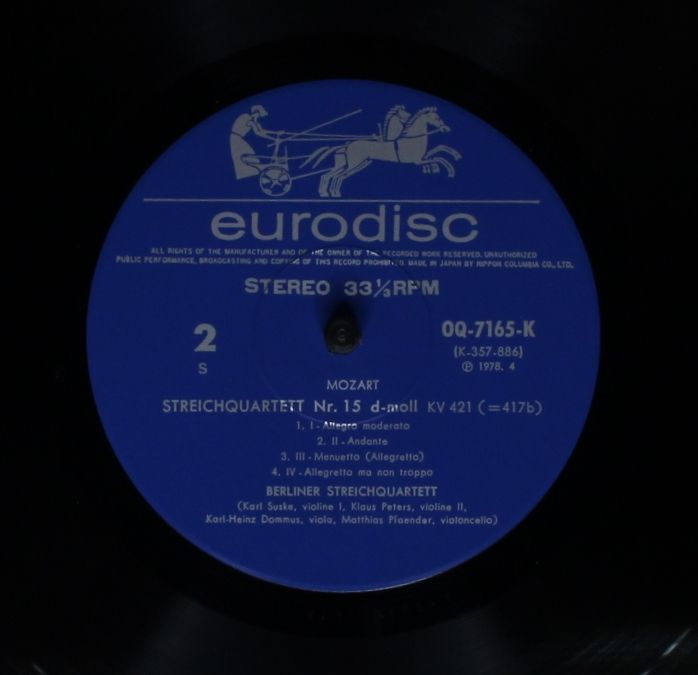 eurodisc
ALL RIGHTS OF THE MANUFACTURER AND OF THE OWNER OF THE RECORDED WORK RESERVED. UNAUTHORIZED
PUBLIC PERFORMANCE, BROADCASTING AND COPYING OF THIS RECORD PROHIBITED. MADE IN JAPAN BY NIPPON COLUMBIA CO., LTD.
STEREO 33⅓RPM
2
S
OQ-7165-K
(K-357-886)
℗ 1978. 4
MOZART
STREICHQUARTETT Nr. 15 d-moll KV 421 (=417b)
1. I - Allegro moderato
2. II - Andante
3. III - Menuetto (Allegretto)
4. IV - Allegretto ma non troppo
BERLINER STREICHQUARTETT
(Karl Suske, violine I, Klaus Peters, violine II,
Karl-Heinz Dommus, viola, Matthias Pfaender, violoncello)